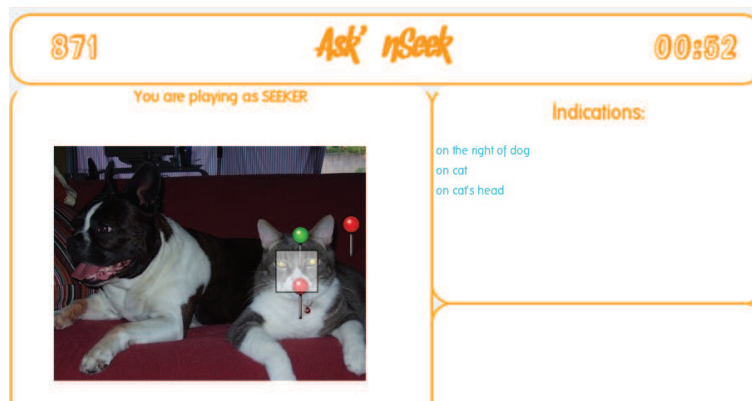 871
Ask' nSeek
00:52
You are playing as SEEKER
Indications:
on the right of dog
on cat
on cat's head